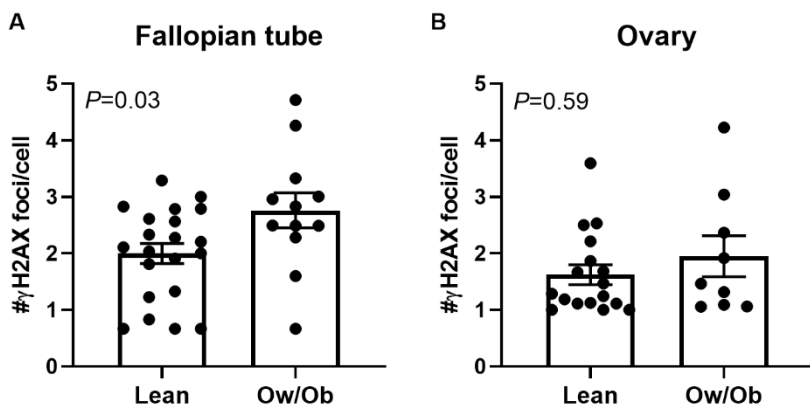 A
Fallopian tube
P=0.03
#γH2AX foci/cell
5
4
3
2
1
0
Lean Ow/Ob
B
Ovary
P=0.59
#γH2AX foci/cell
5
4
3
2
1
0
Lean Ow/Ob